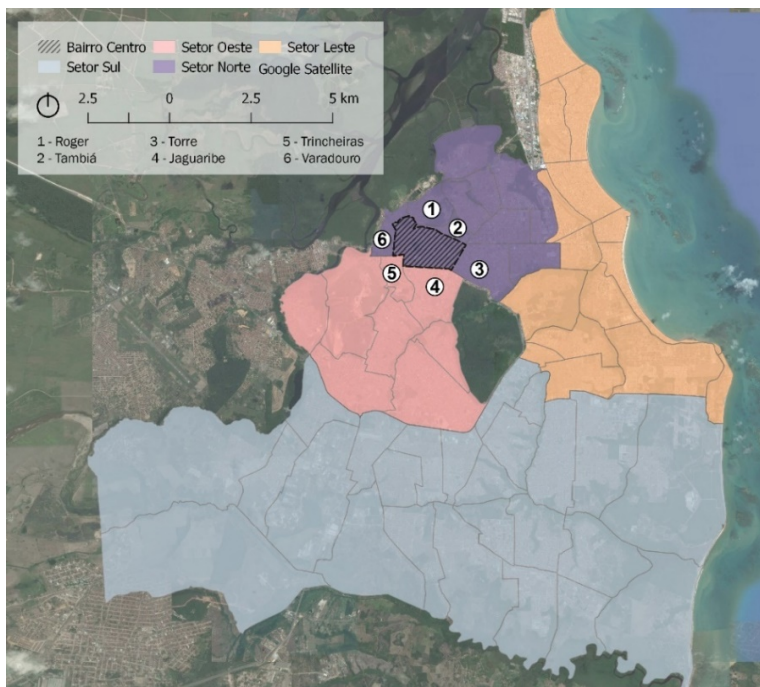 Bairro Centro Setor Oeste Setor Leste
Setor Sul Setor Norte Google Satellite
2.5 0 2.5 5 km
1 - Roger 3 - Torre 5 - Trincheiras
2 - Tambiá 4 - Jaguaribe 6 - Varadouro
1
2
6
3
5
4